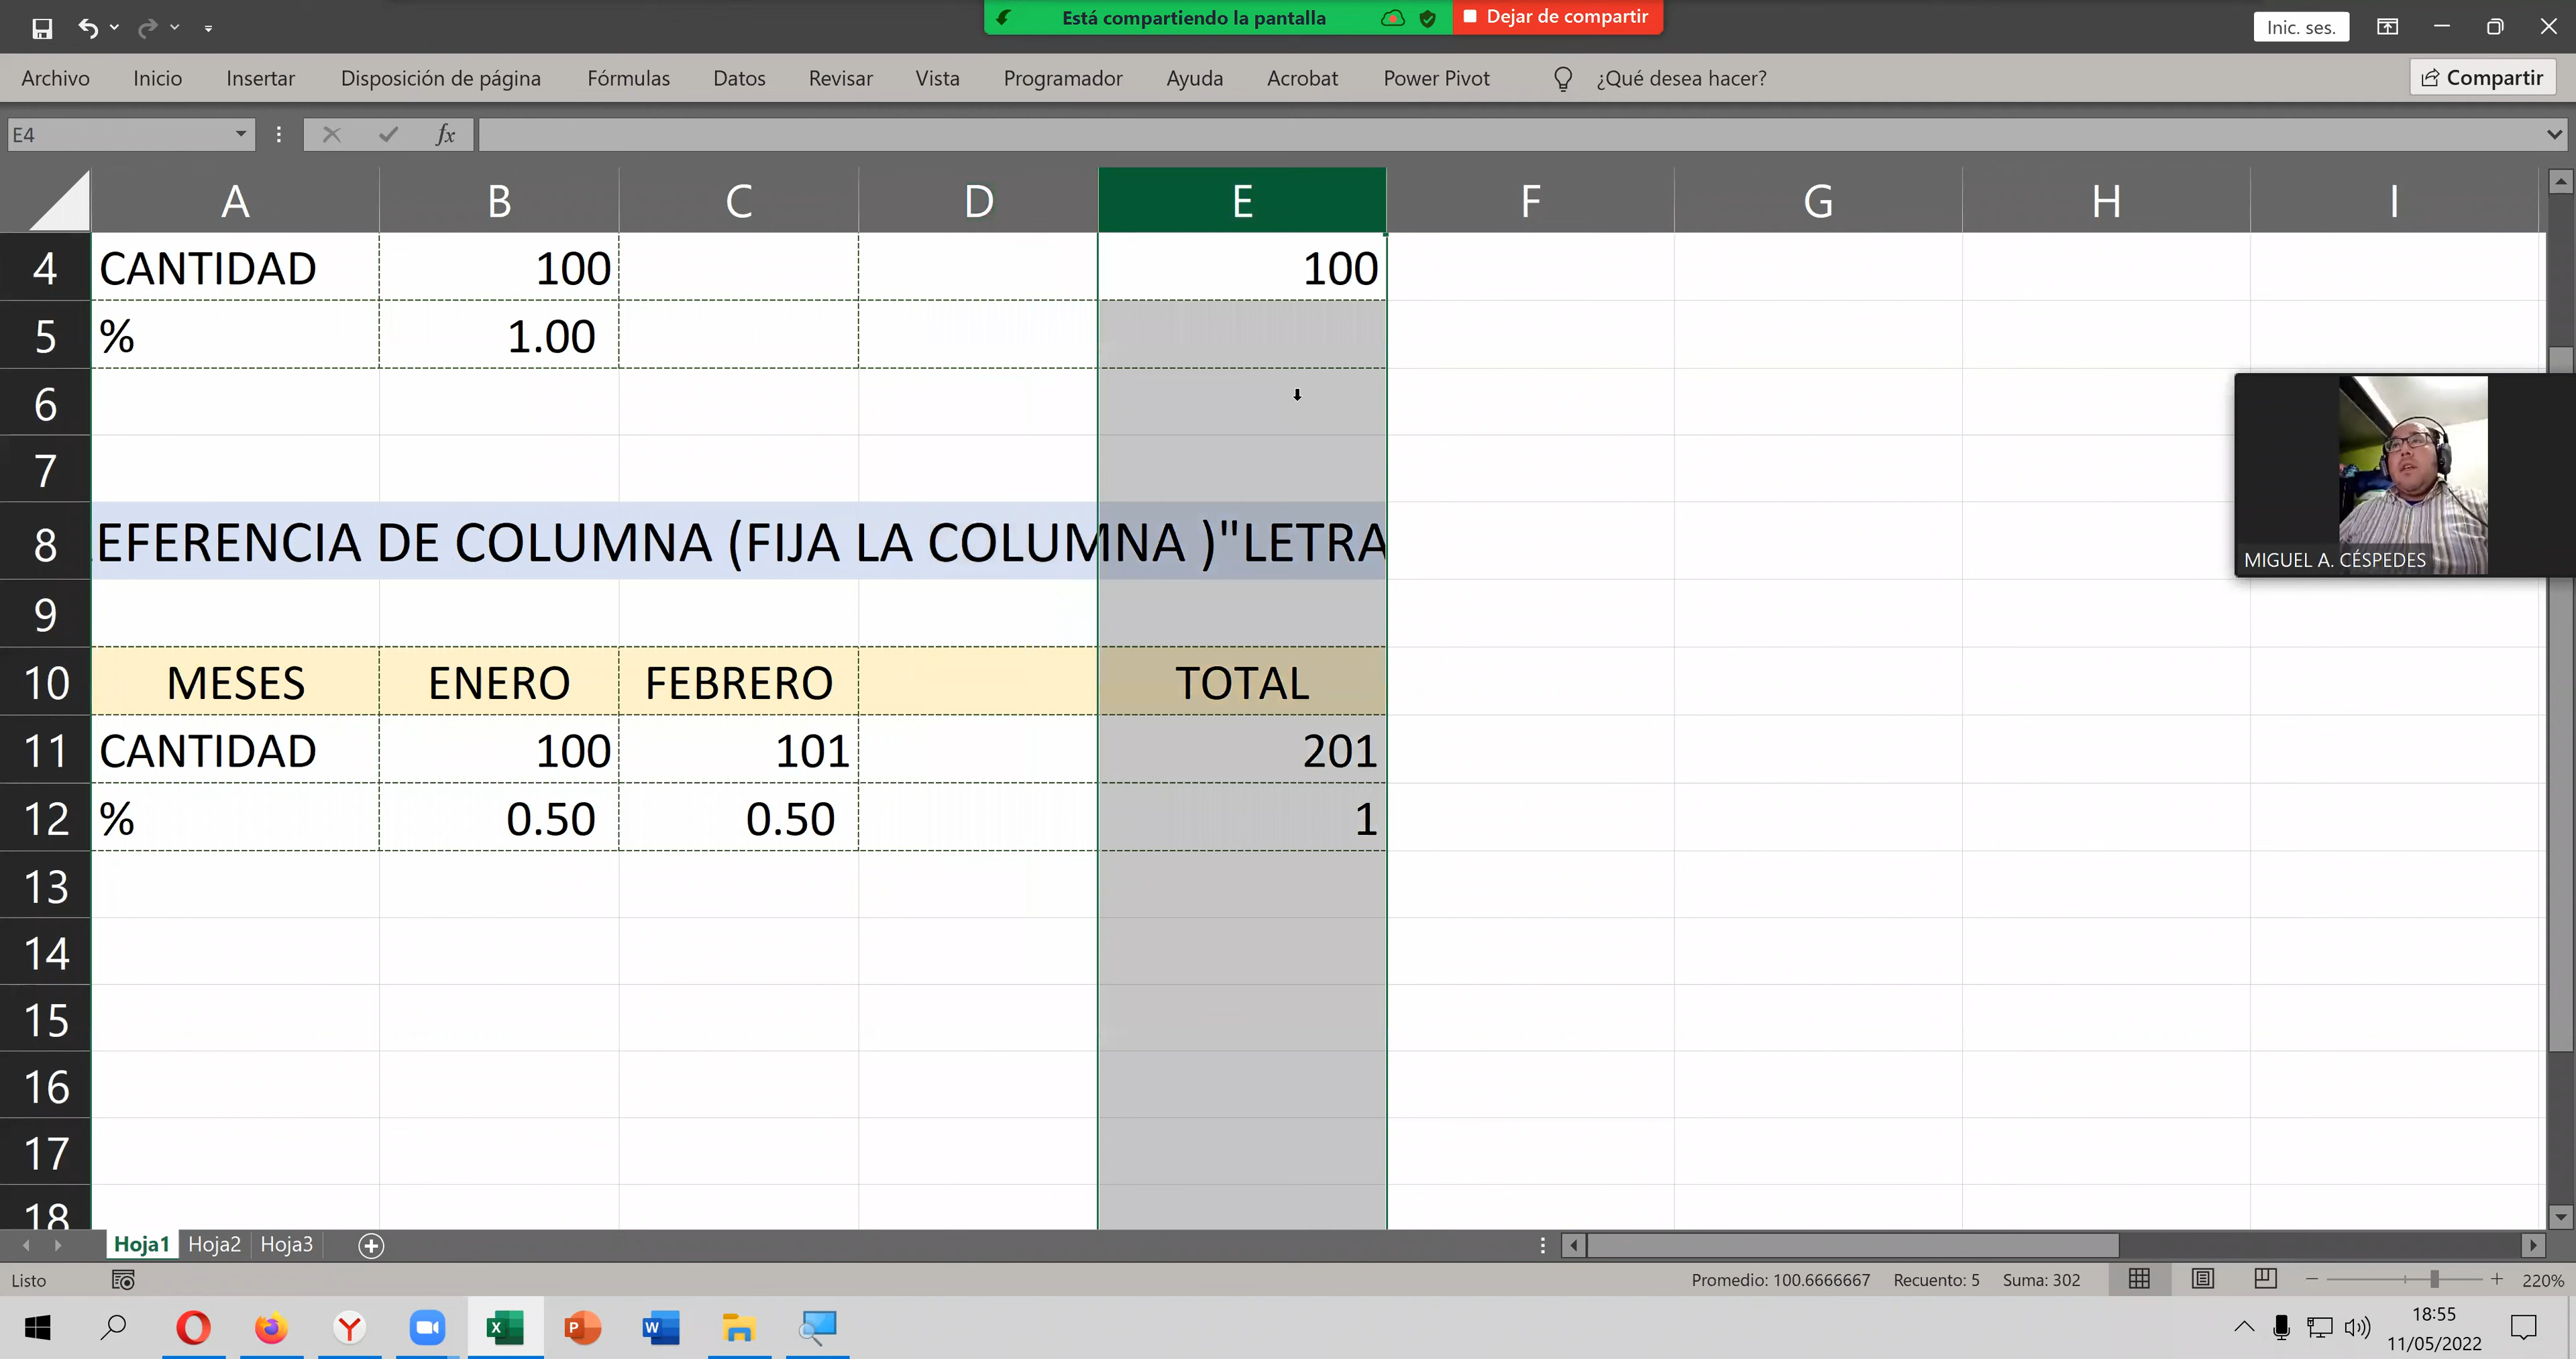 Está compartiendo la pantalla
Dejar de compartir
Inic. ses.
Archivo Inicio Insertar Disposición de página Fórmulas Datos Revisar Vista Programador Ayuda Acrobat Power Pivot ¿Qué desea hacer? Compartir
E4 fx
A B C D E F G H I
4 CANTIDAD 100 100
5 % 1.00
6
7
8 EFERENCIA DE COLUMNA (FIJA LA COLUMNA )"LETRA
9
10 MESES ENERO FEBRERO TOTAL
11 CANTIDAD 100 101 201
12 % 0.50 0.50 1
13
14
15
16
17
18
MIGUEL A. CÉSPEDES
Hoja1 Hoja2 Hoja3
Listo Promedio: 100.6666667 Recuento: 5 Suma: 302 220%
18:55
11/05/2022